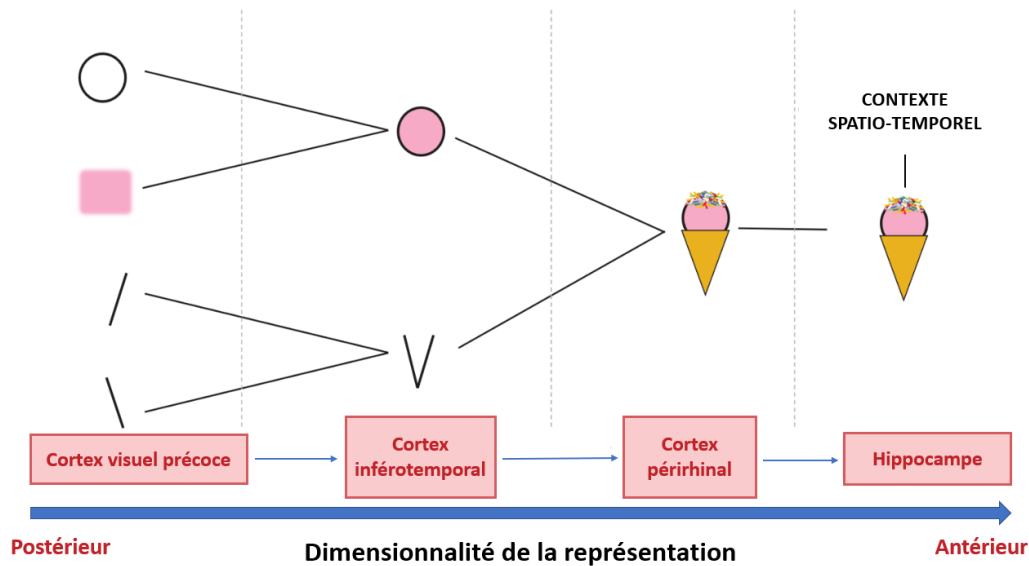 CONTEXTE
SPATIO-TEMPOREL
Cortex visuel précoce
Cortex
inférotemporal
Cortex
périrhinal
Hippocampe
Postérieur
Dimensionnalité de la représentation
Antérieur